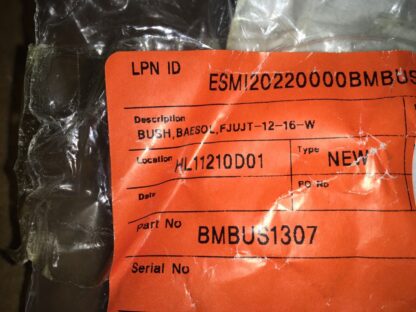 LPN ID ESMI20220000BMBUS
Description
BUSH,BAESOL,FJUJT-12-16-W
Location HL11210D01 Type NEW
Date PO No
part No BMBUS1307
Serial No